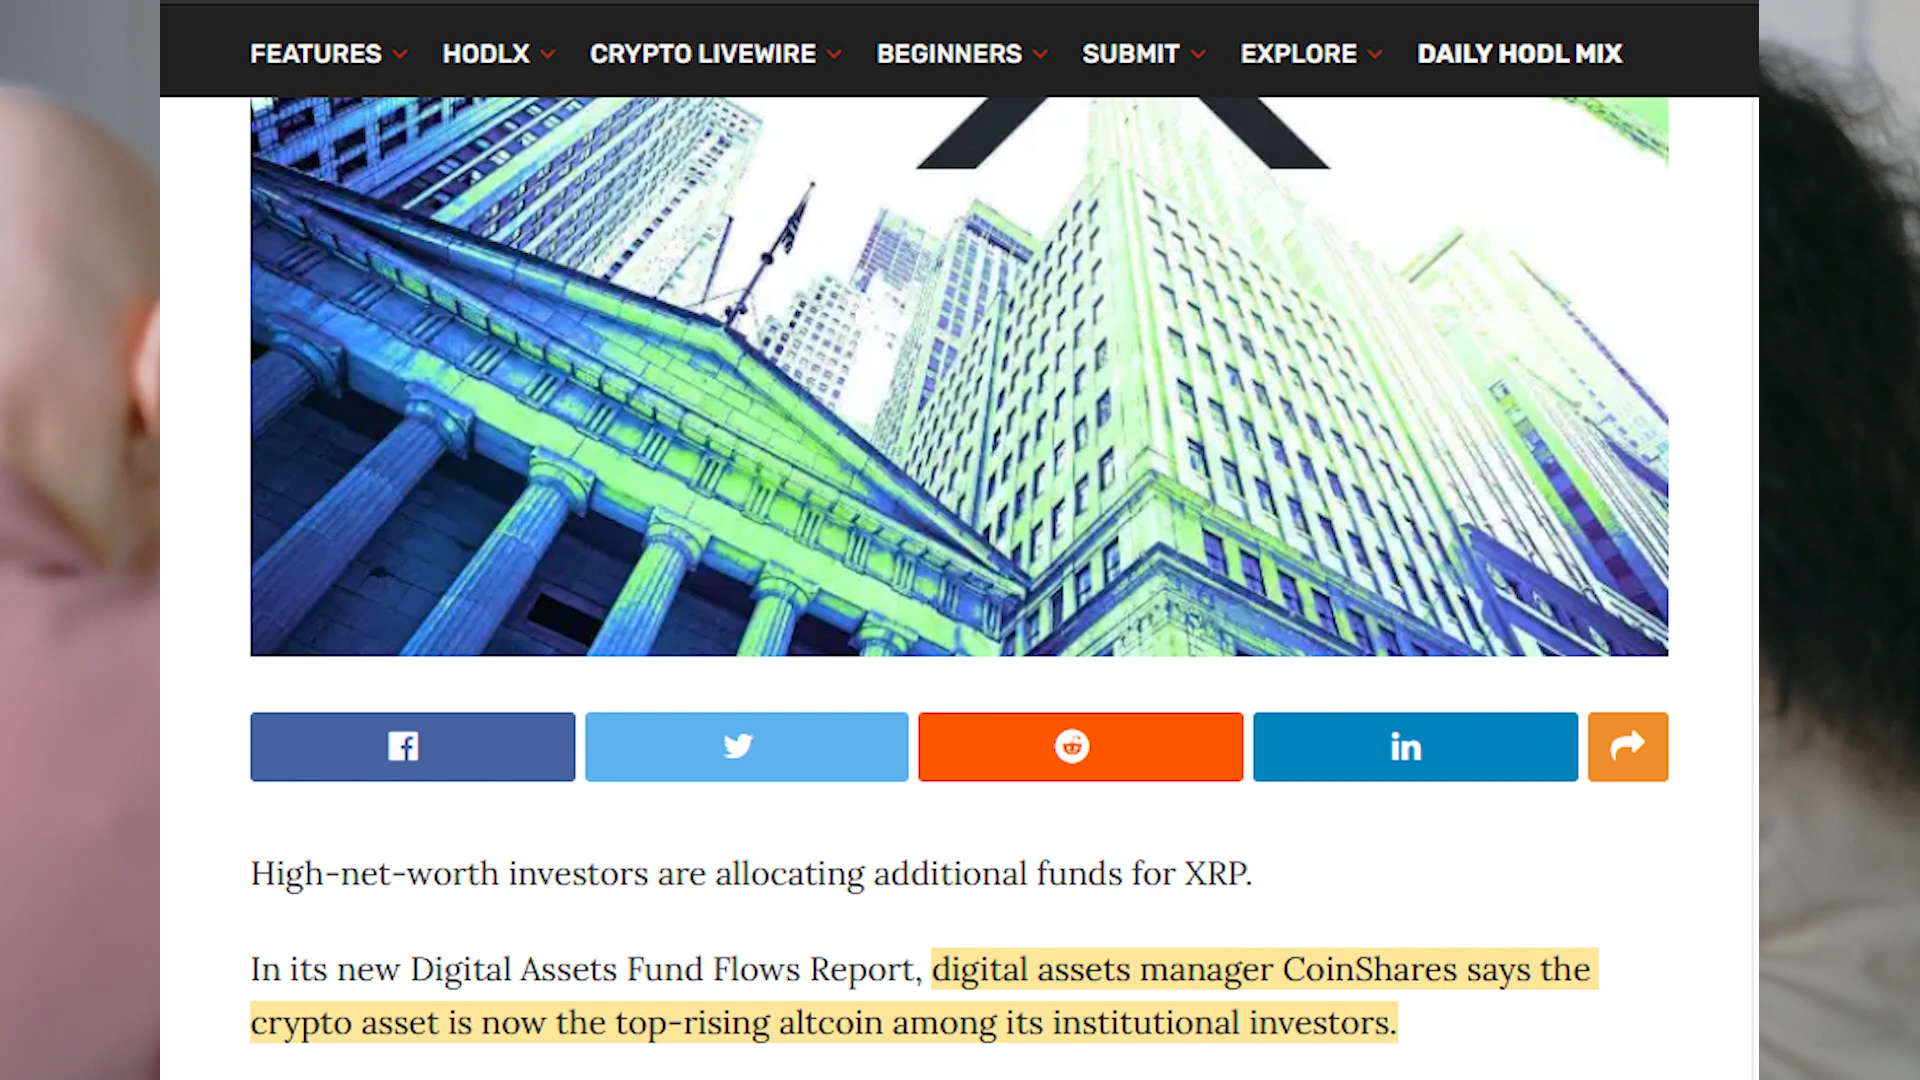 FEATURES HODLX CRYPTO LIVEWIRE BEGINNERS SUBMIT EXPLORE DAILY HODL MIX
High-net-worth investors are allocating additional funds for XRP.
In its new Digital Assets Fund Flows Report, digital assets manager CoinShares says the
crypto asset is now the top-rising altcoin among its institutional investors.